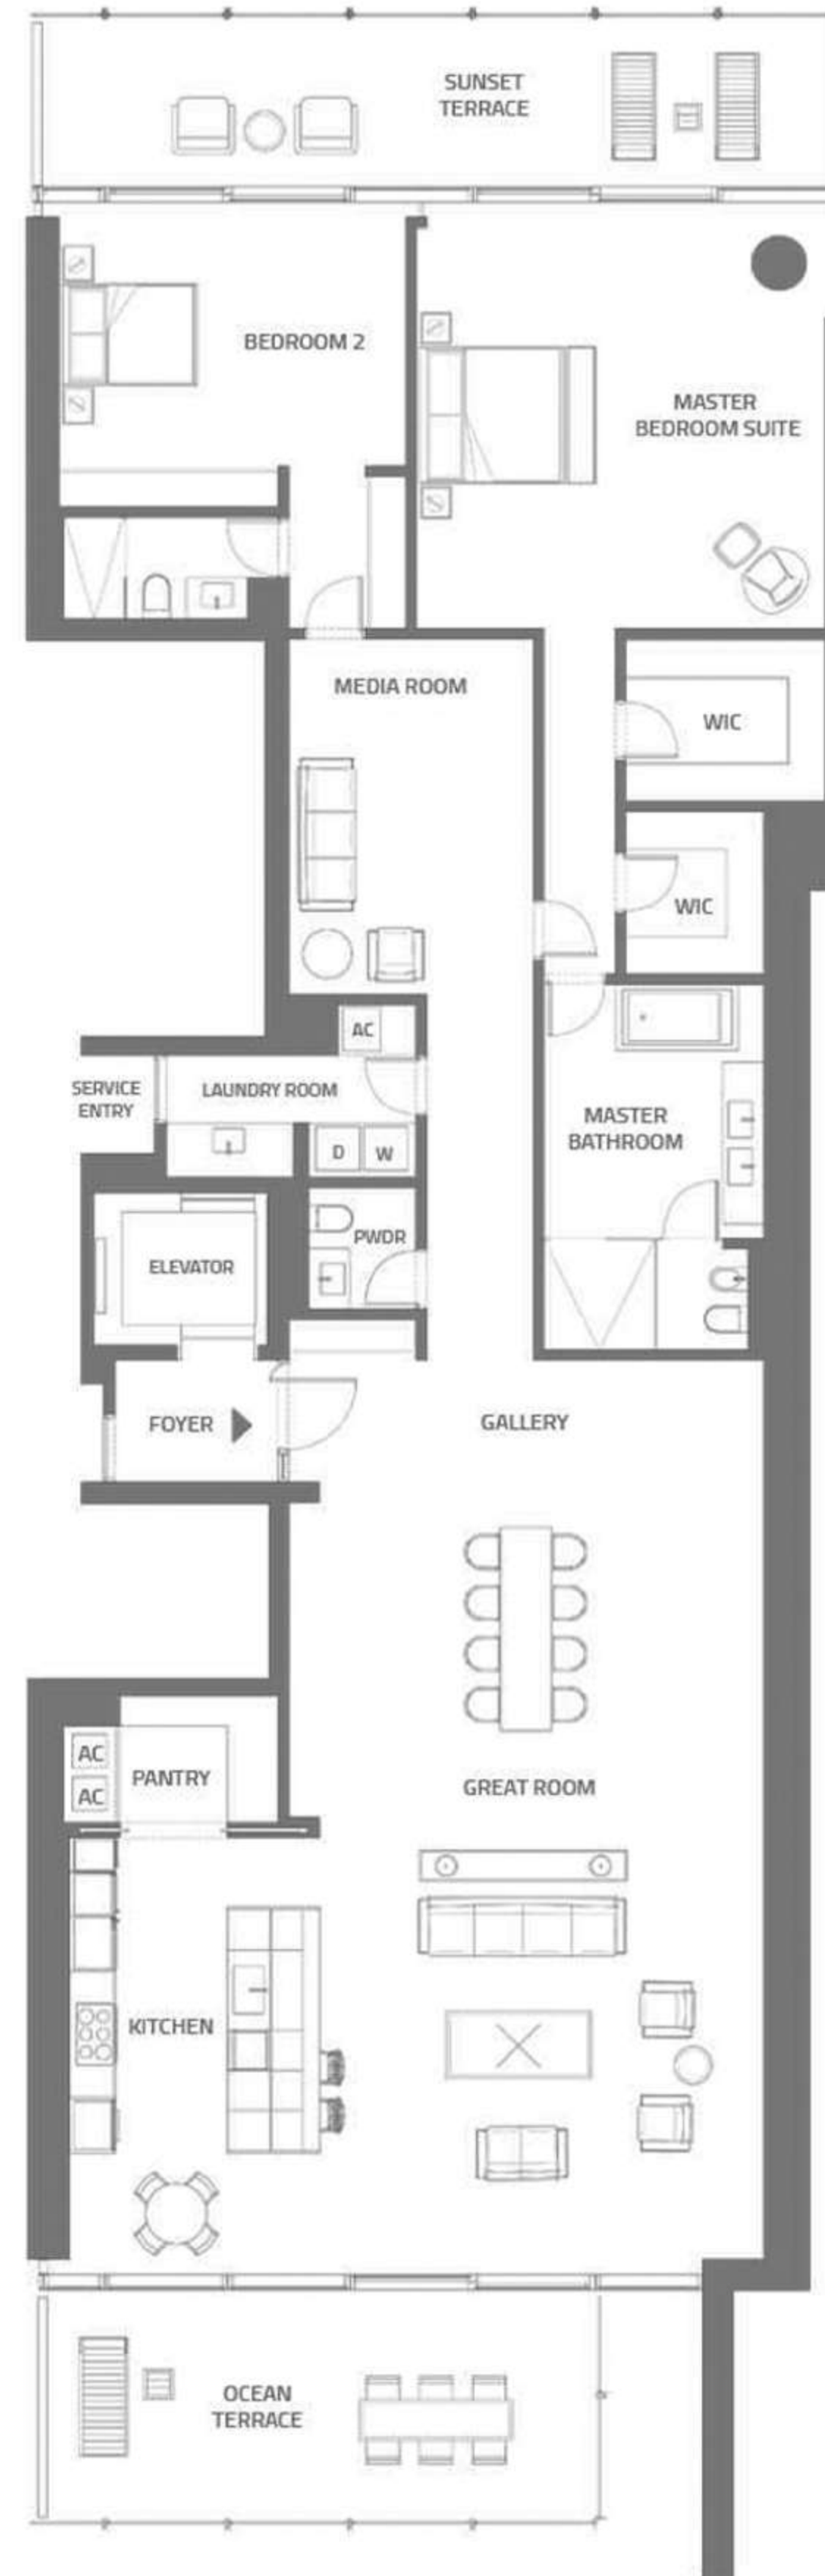 SUNSET
TERRACE
BEDROOM 2
MASTER
BEDROOM SUITE
MEDIA ROOM
WIC
WIC
AC
SERVICE
ENTRY
LAUNDRY ROOM
D
W
MASTER
BATHROOM
PWDR
ELEVATOR
FOYER
GALLERY
AC
PANTRY
AC
GREAT ROOM
KITCHEN
OCEAN
TERRACE